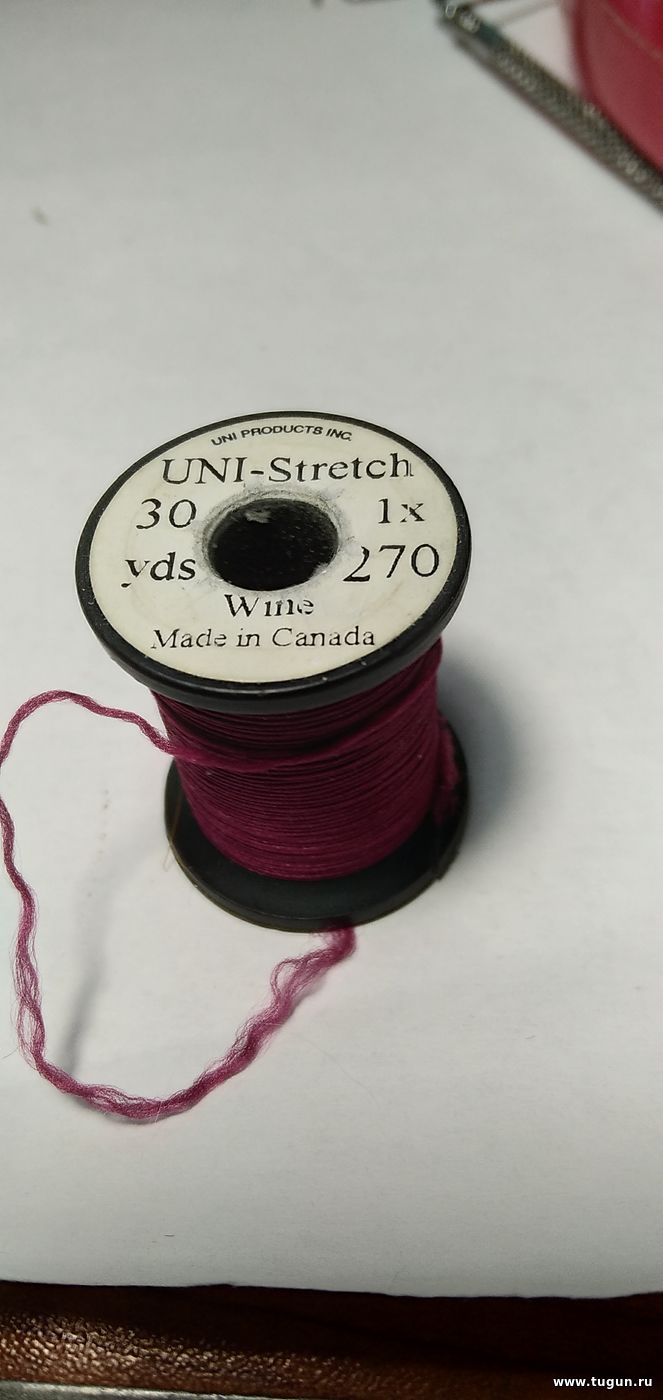 UNI PRODUCTS INC.
UNI-Stretch
30 1x
yds 270
Wine
Made in Canada
www.tugun.ru